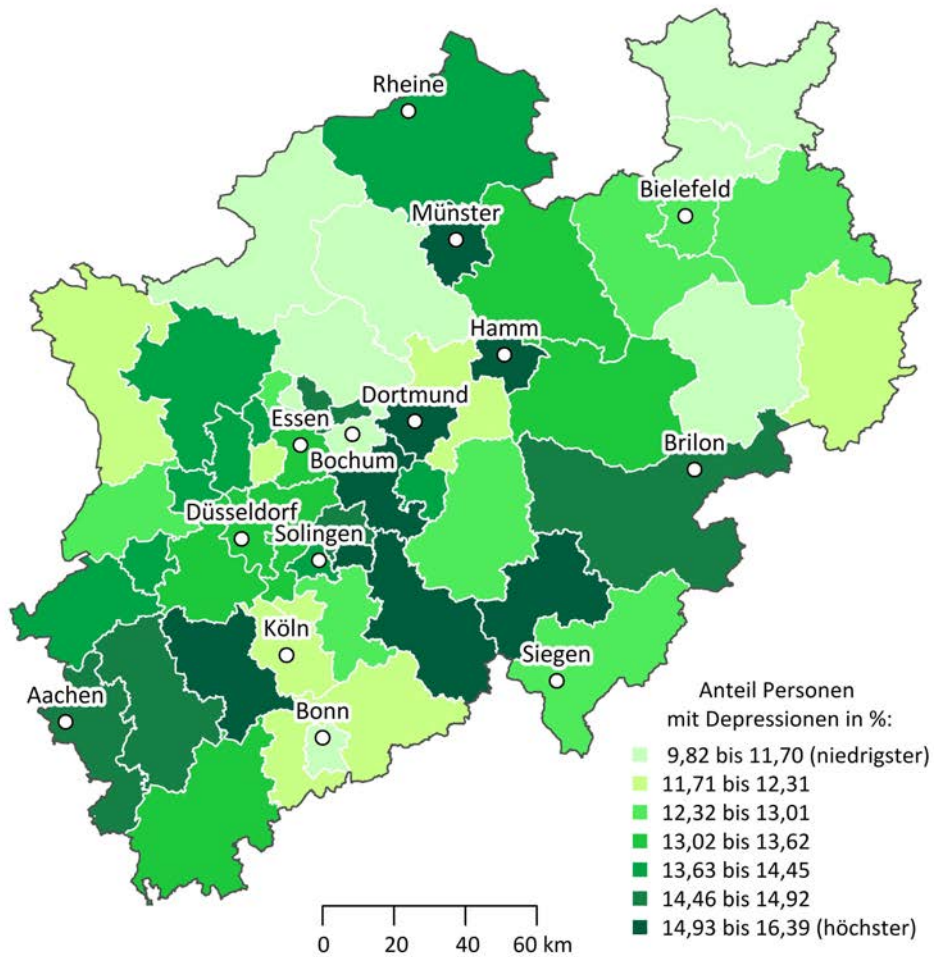 Rheine
Bielefeld
Münster
Hamm
Dortmund
Essen
Bochum
Brilon
Düsseldorf
Solingen
Köln
Siegen
Aachen
Bonn
Anteil Personen
mit Depressionen in %:
9,82 bis 11,70 (niedrigster)
11,71 bis 12,31
12,32 bis 13,01
13,02 bis 13,62
13,63 bis 14,45
14,46 bis 14,92
14,93 bis 16,39 (höchster)
0 20 40 60 km